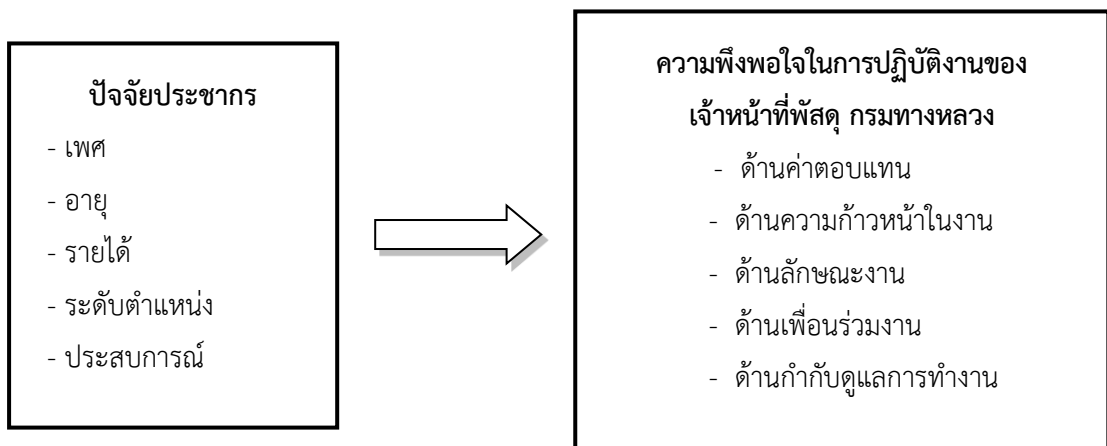 ปัจจัยประชากร
- เพศ
- อายุ
- รายได้
- ระดับตำแหน่ง
- ประสบการณ์
ความพึงพอใจในการปฏิบัติงานของ
เจ้าหน้าที่พัสดุ กรมทางหลวง
- ด้านค่าตอบแทน
- ด้านความก้าวหน้าในงาน
- ด้านลักษณะงาน
- ด้านเพื่อนร่วมงาน
- ด้านกำกับดูแลการทำงาน